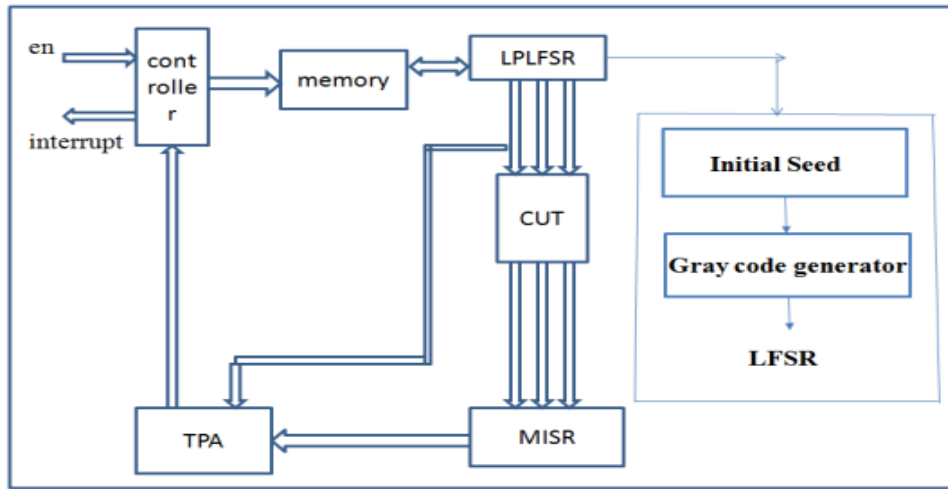 en
cont
rolle
r
interrupt
memory
LPLFSR
Initial Seed
CUT
Gray code generator
LFSR
TPA
MISR